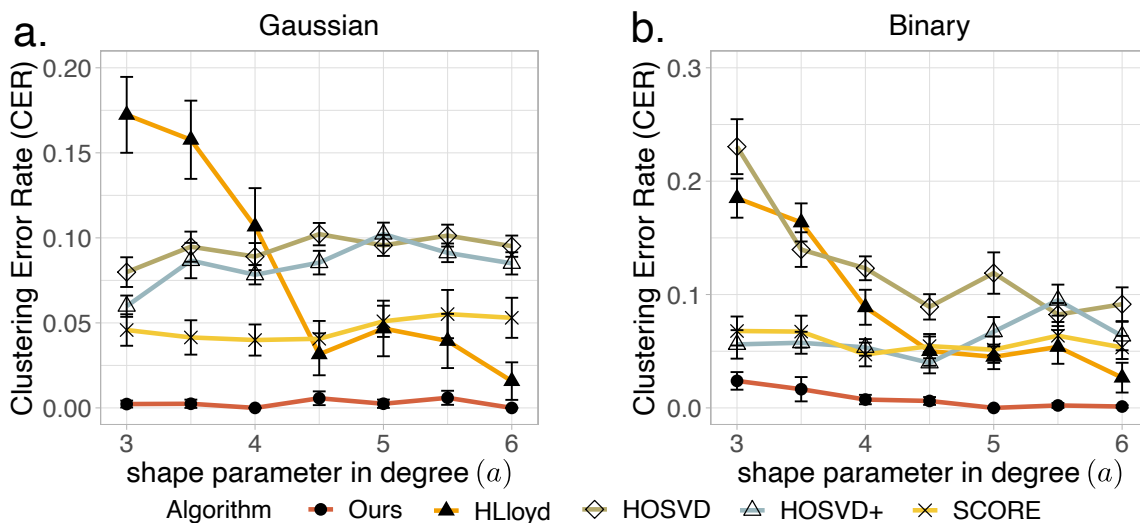 a.
Gaussian
Clustering Error Rate (CER)
0.20
0.15
0.10
0.05
0.00
3 4 5 6
shape parameter in degree (a)
b.
Binary
Clustering Error Rate (CER)
0.3
0.2
0.1
0.0
3 4 5 6
shape parameter in degree (a)
Algorithm Ours HLloyd HOSVD HOSVD+ SCORE